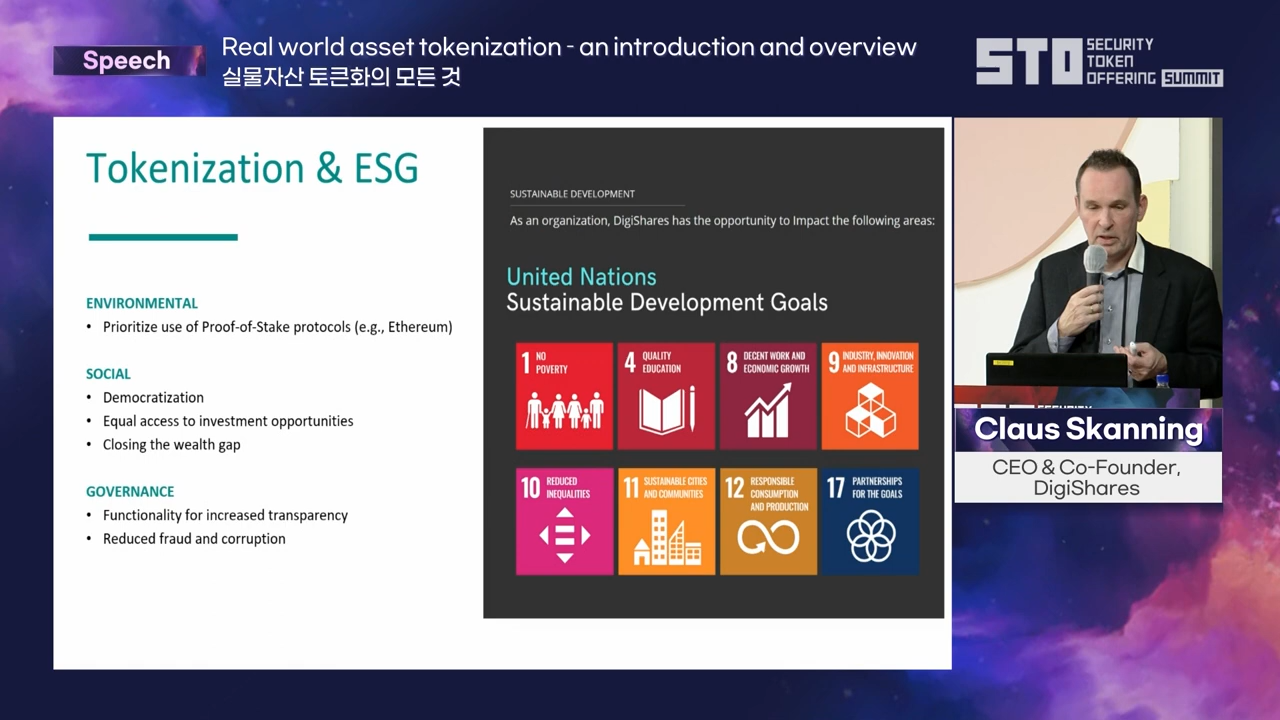 Speech
Real world asset tokenization - an introduction and overview
실물자산 토큰화의 모든 것
STO SECURITY
TOKEN
OFFERING SUMMIT
Tokenization & ESG
ENVIRONMENTAL
• Prioritize use of Proof-of-Stake protocols (e.g., Ethereum)
SOCIAL
• Democratization
• Equal access to investment opportunities
• Closing the wealth gap
GOVERNANCE
• Functionality for increased transparency
• Reduced fraud and corruption
SUSTAINABLE DEVELOPMENT
As an organization, DigiShares has the opportunity to Impact the following areas:
United Nations
Sustainable Development Goals
1 NO
POVERTY
4 QUALITY
EDUCATION
8 DECENT WORK AND
ECONOMIC GROWTH
9 INDUSTRY, INNOVATION
AND INFRASTRUCTURE
10 REDUCED
INEQUALITIES
11 SUSTAINABLE CITIES
AND COMMUNITIES
12 RESPONSIBLE
CONSUMPTION
AND PRODUCTION
17 PARTNERSHIPS
FOR THE GOALS
Claus Skanning
CEO & Co-Founder,
DigiShares